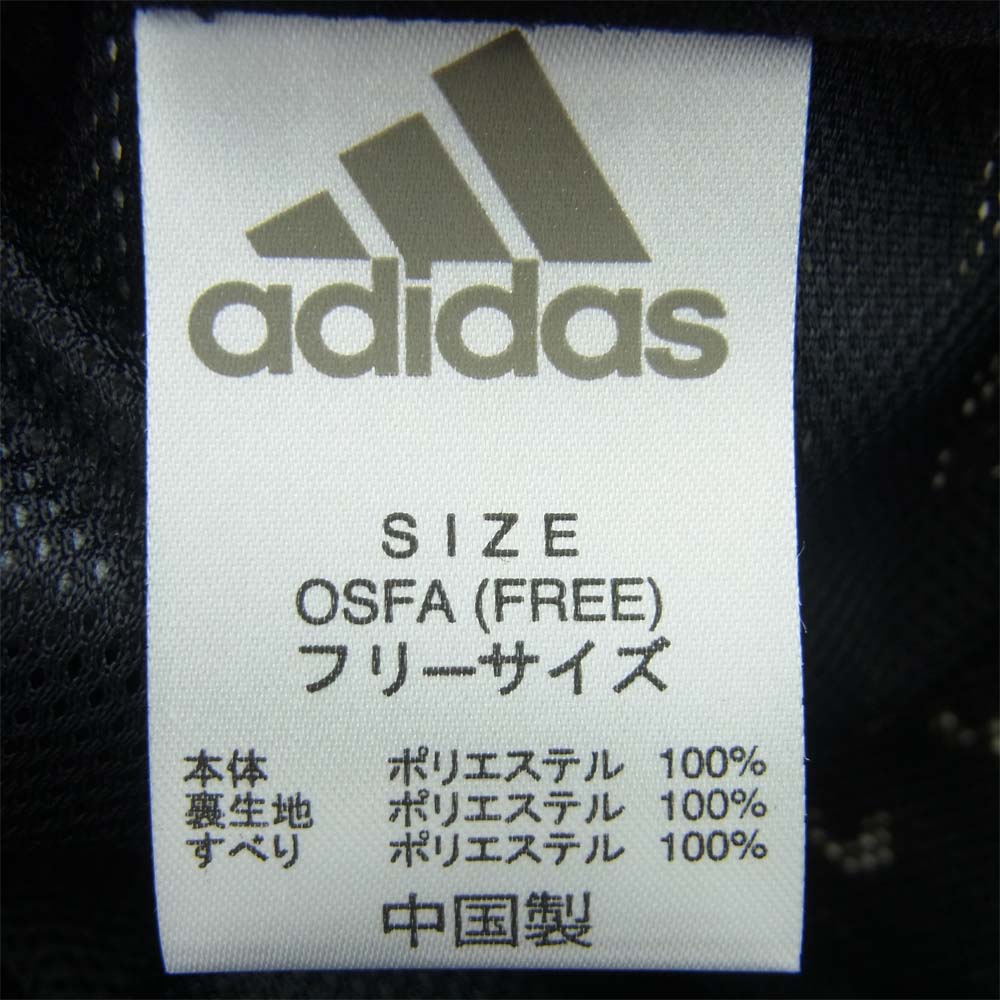 adidas
SIZE
OSFA (FREE)
フリーサイズ
本体 ポリエステル 100%
裏生地 ポリエステル 100%
すべり ポリエステル 100%
中国製